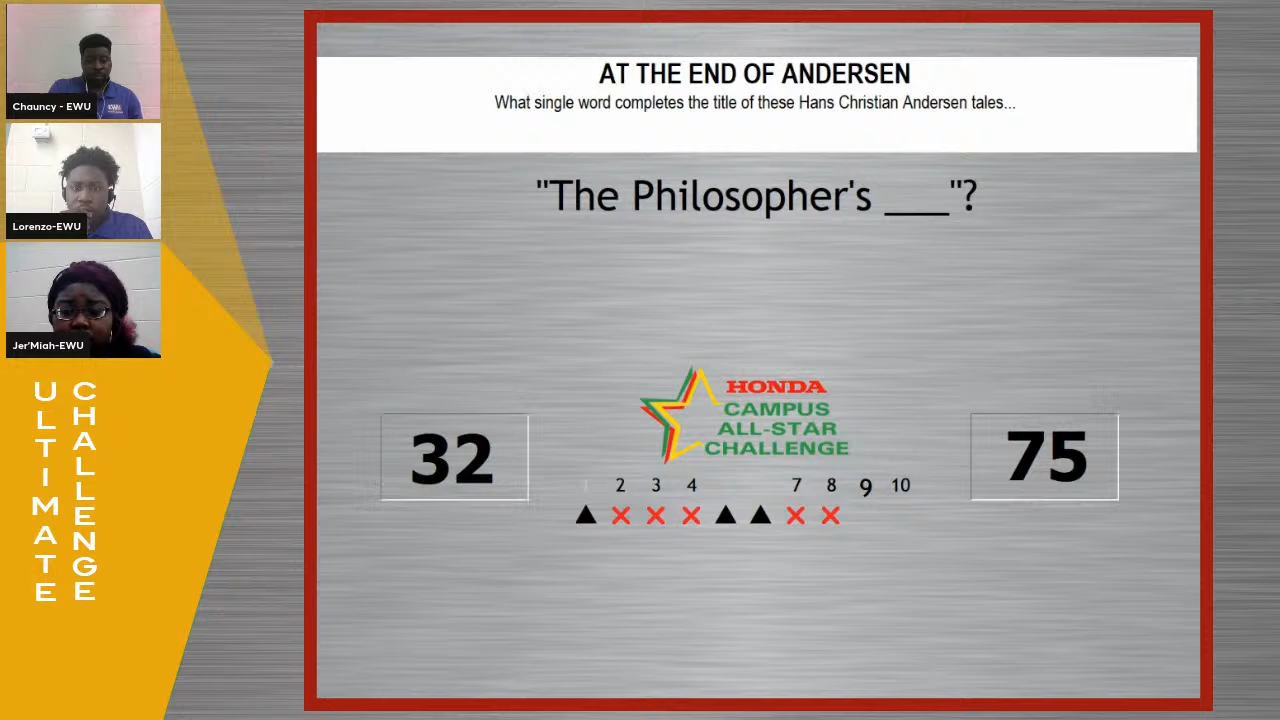 Chauncy - EWU
Lorenzo-EWU
Jer'Miah-EWU
ULTIMATE
CHALLENGE
AT THE END OF ANDERSEN
What single word completes the title of these Hans Christian Andersen tales...
"The Philosopher's ___"?
HONDA
CAMPUS
ALL-STAR
CHALLENGE
32
75
2 3 4 7 8 9 10